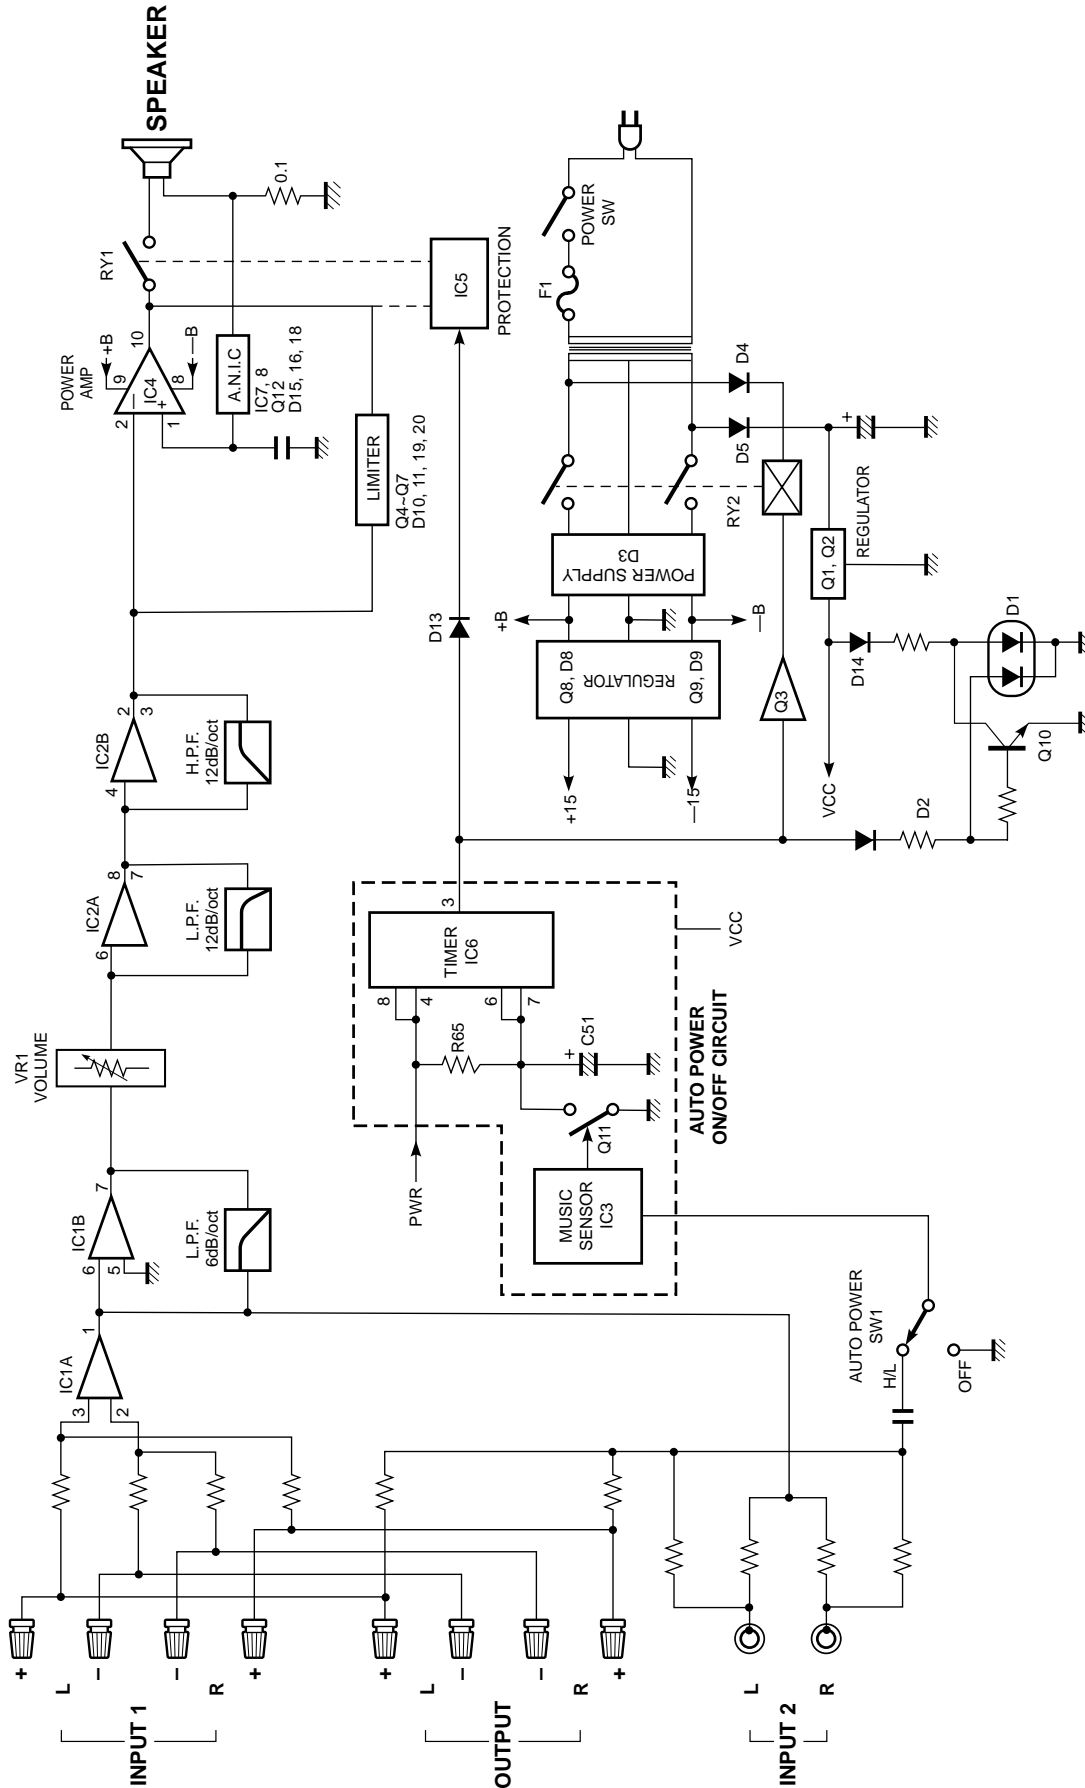 INPUT 1
L
R
+
−
−
+
OUTPUT
L
R
+
−
−
+
INPUT 2
L
R
3
2
IC1A
1
6
5
IC1B
7
L.P.F.
6dB/oct
VR1
VOLUME
6
IC2A
8
7
L.P.F.
12dB/oct
4
IC2B
2
3
H.P.F.
12dB/oct
POWER
AMP
2
1
−
+
IC4
9
8
10
+B
—B
RY1
SPEAKER
0.1
A.N.I.C
IC7, 8
Q12
D15, 16, 18
LIMITER
Q4~Q7
D10, 11, 19, 20
IC5
PROTECTION
D13
PWR
R65
C51
+
8
4
6
7
TIMER
IC6
3
Q11
MUSIC
SENSOR
IC3
AUTO POWER
ON/OFF CIRCUIT
VCC
AUTO POWER
SW1
H/L
OFF
+15
—15
Q8, D8
REGULATOR
Q9, D9
+B
—B
POWER SUPPLY
D3
RY2
F1
POWER
SW
D4
D5
Q3
+
Q1, Q2
REGULATOR
VCC
D14
D2
D1
Q10